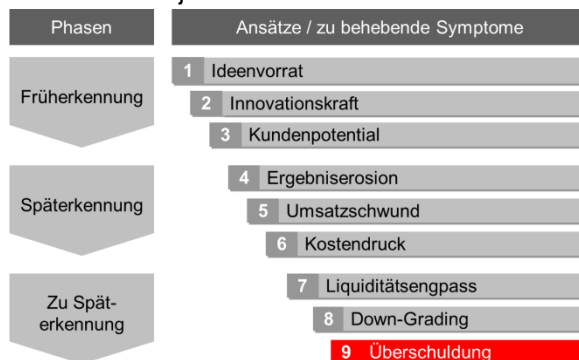 Phasen
Ansätze / zu behebende Symptome
Früherkennung
1 Ideenvorrat
2 Innovationskraft
3 Kundenpotential
Späterkennung
4 Ergebniserosion
5 Umsatzschwund
6 Kostendruck
Zu Spät-
erkennung
7 Liquiditätsengpass
8 Down-Grading
9 Überschuldung